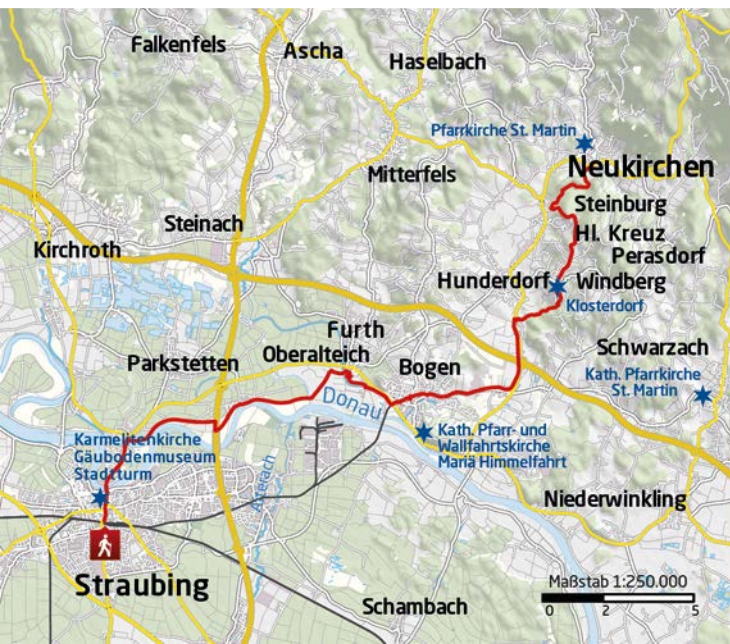 Falkenfels
Ascha
Haselbach
Pfarrkirche St. Martin
Neukirchen
Mitterfels
Steinburg
Steinach
Hl. Kreuz
Kirchroth
Perasdorf
Hunderdorf
Windberg
Klosterdorf
Furth
Schwarzach
Parkstetten
Oberalteich
Bogen
Kath. Pfarrkirche
St. Martin
Donau
Karmelitenkirche
Gäubodenmuseum
Stadtturm
Kath. Pfarr- und
Wallfahrtskirche
Mariä Himmelfahrt
Aiterach
Niederwinkling
Straubing
Maßstab 1:250.000
0 2 5
Schambach